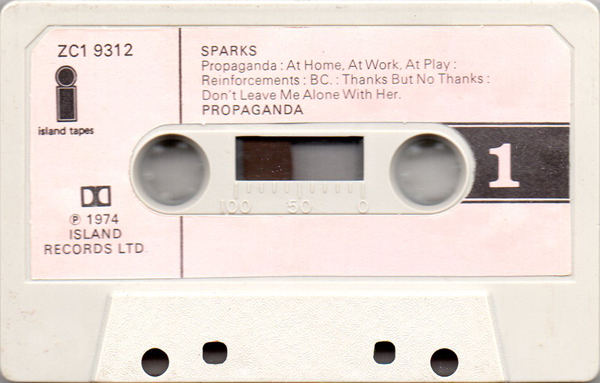 ZC1 9312
island tapes
℗ 1974
ISLAND
RECORDS LTD.
SPARKS
Propaganda : At Home, At Work, At Play :
Reinforcements : BC. : Thanks But No Thanks :
Don't Leave Me Alone With Her.
PROPAGANDA
1
100 50 0